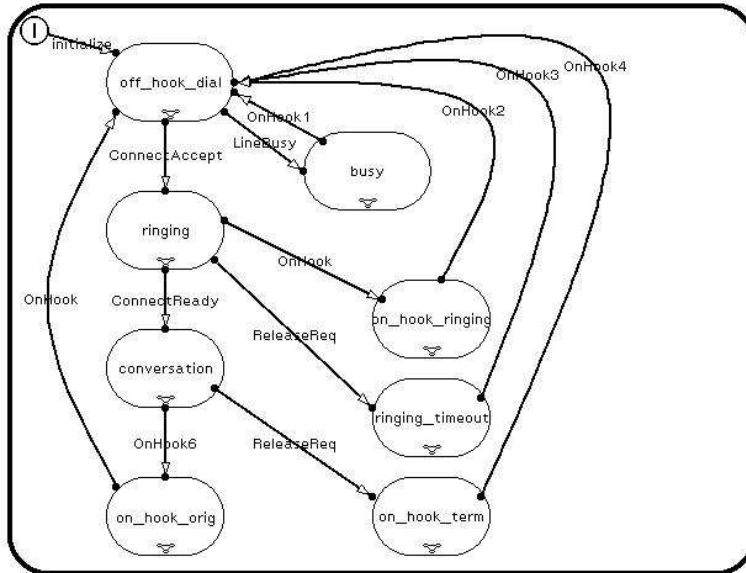 I
initialize
OnHook3
OnHook4
off_hook_dial
OnHook2
OnHook1
LineBusy
ConnectAccept
busy
ringing
OnHook
OnHook
ConnectReady
on_hook_ringing
ReleaseReq
conversation
ringing_timeout
OnHook6
ReleaseReq
on_hook_orig
on_hook_term